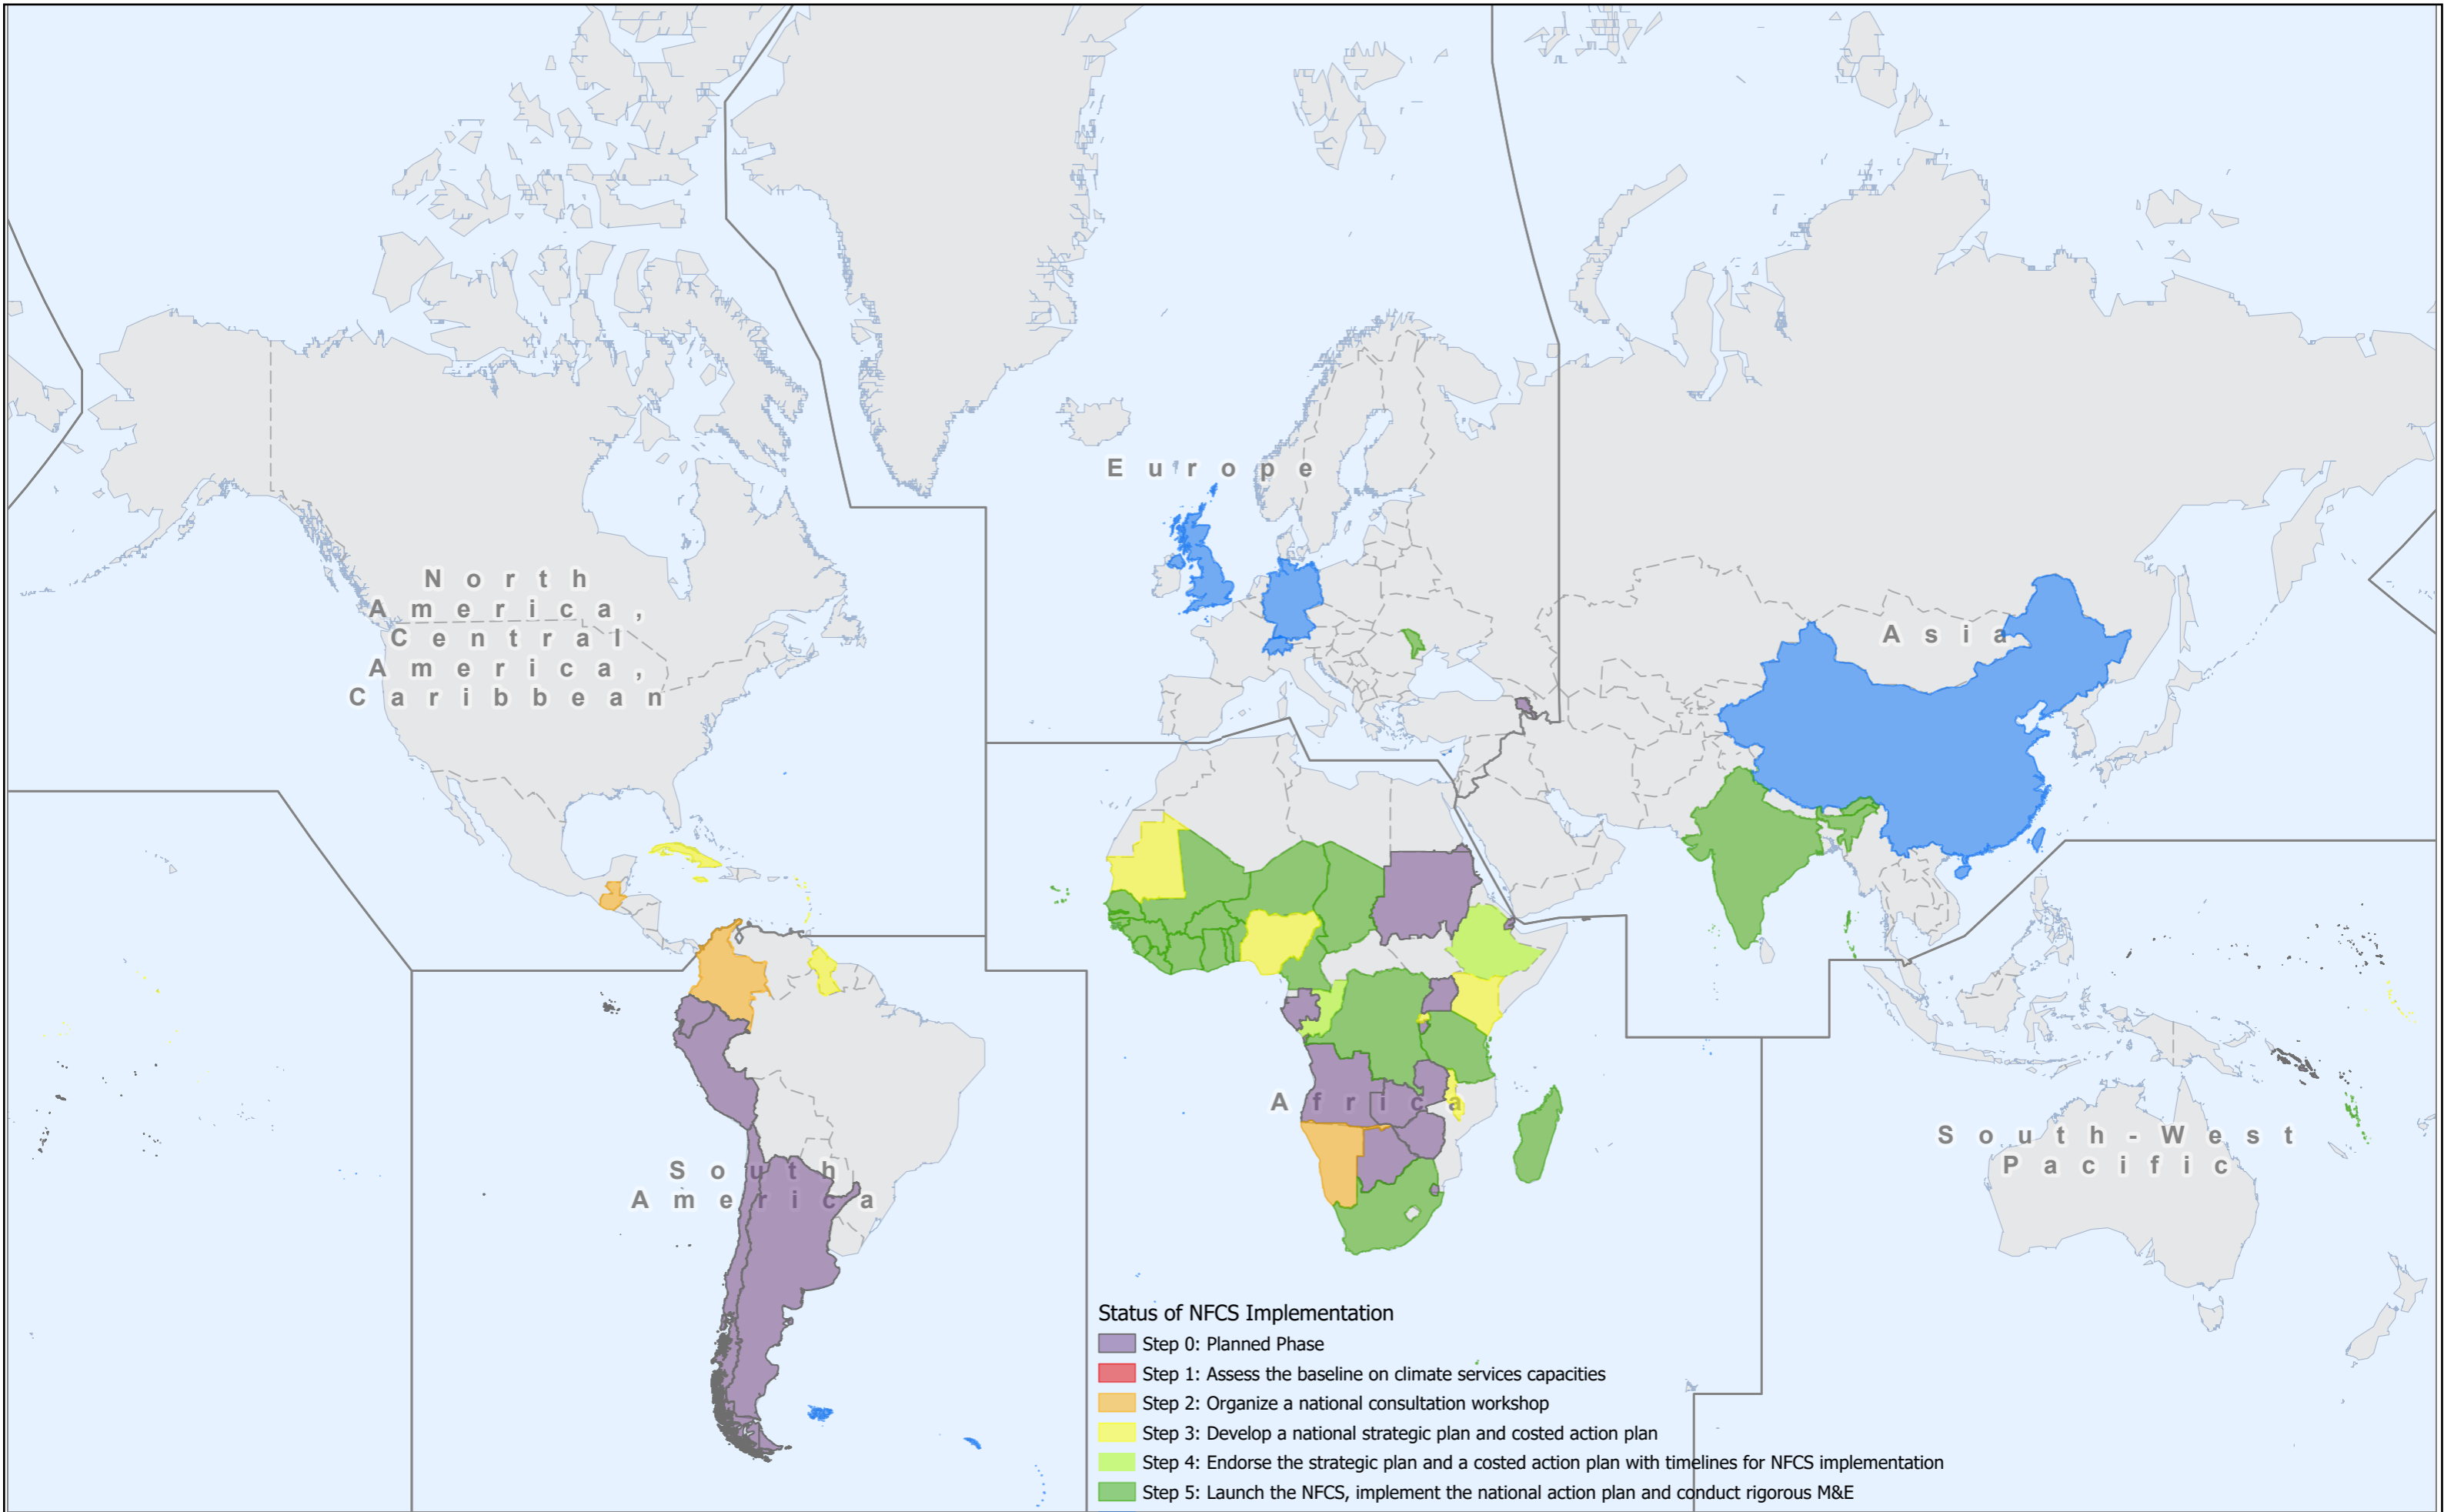 Europe
North
America,
Central
America,
Caribbean
Asia
Africa
South
America
South-West
Pacific
Status of NFCS Implementation
Step 0: Planned Phase
Step 1: Assess the baseline on climate services capacities
Step 2: Organize a national consultation workshop
Step 3: Develop a national strategic plan and costed action plan
Step 4: Endorse the strategic plan and a costed action plan with timelines for NFCS implementation
Step 5: Launch the NFCS, implement the national action plan and conduct rigorous M&E